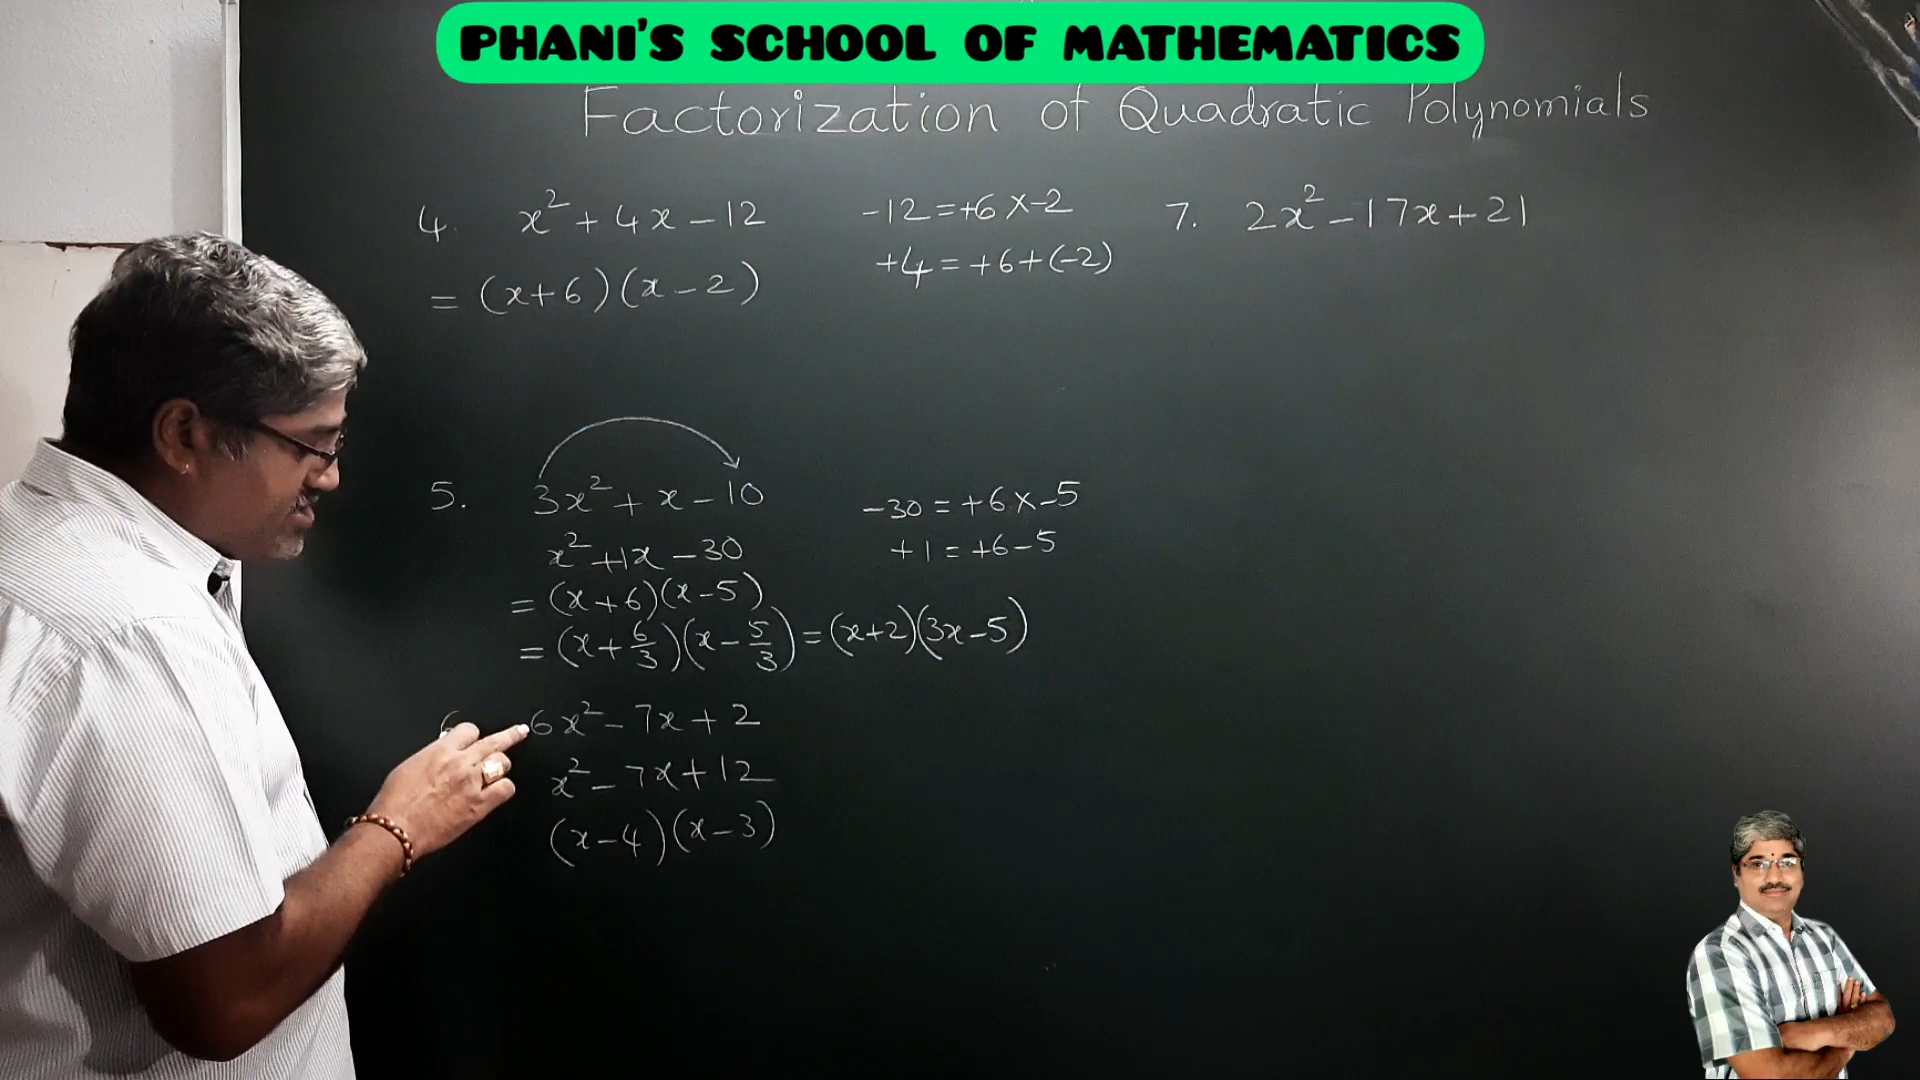 PHANI'S SCHOOL OF MATHEMATICS
Factorization of Quadratic Polynomials
4. x² + 4x - 12
= (x+6)(x-2)
-12 = +6 x -2
+4 = +6+(-2)
5. 3x² + x - 10
x² + 1x - 30
= (x+6)(x-5)
= (x + 6/3)(x - 5/3) = (x+2)(3x-5)
-30 = +6 x -5
+1 = +6-5
6x² - 7x + 2
x² - 7x + 12
(x-4)(x-3)
7. 2x² - 17x + 21